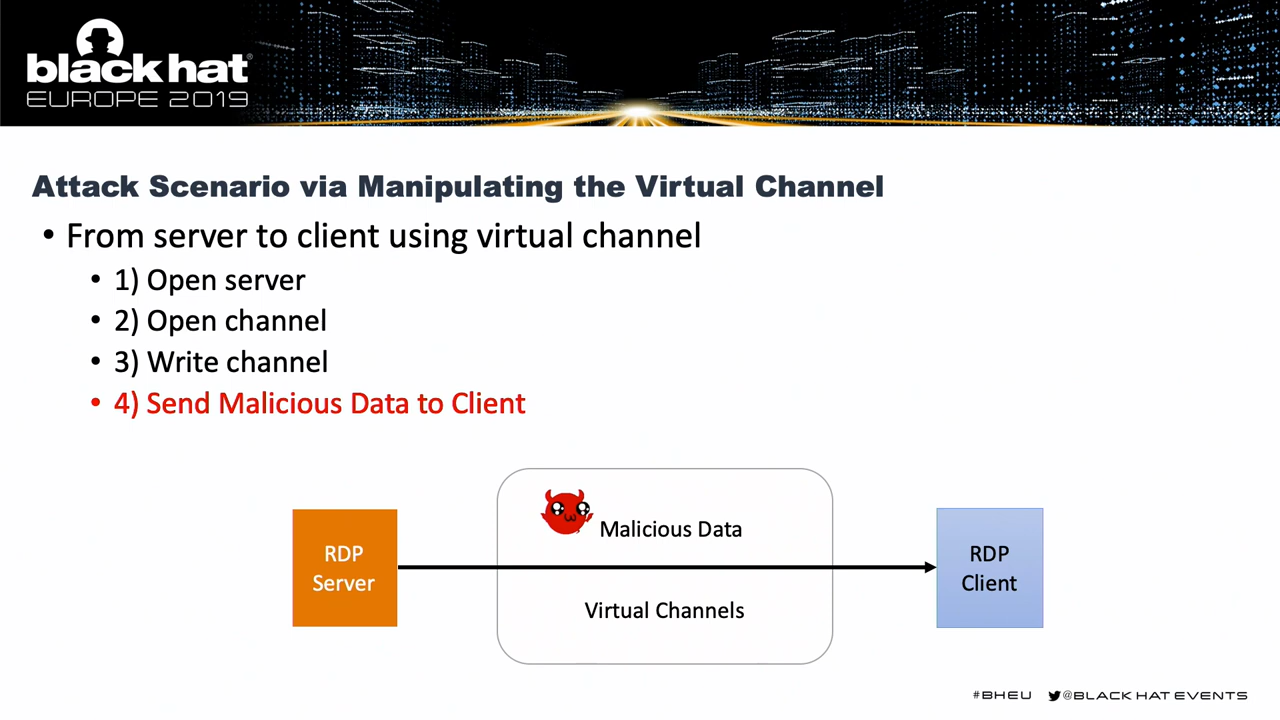 black hat®
EUROPE 2019
Attack Scenario via Manipulating the Virtual Channel
• From server to client using virtual channel
• 1) Open server
• 2) Open channel
• 3) Write channel
• 4) Send Malicious Data to Client
Malicious Data
RDP
Server
RDP
Client
Virtual Channels
#BHEU @BLACK HAT EVENTS